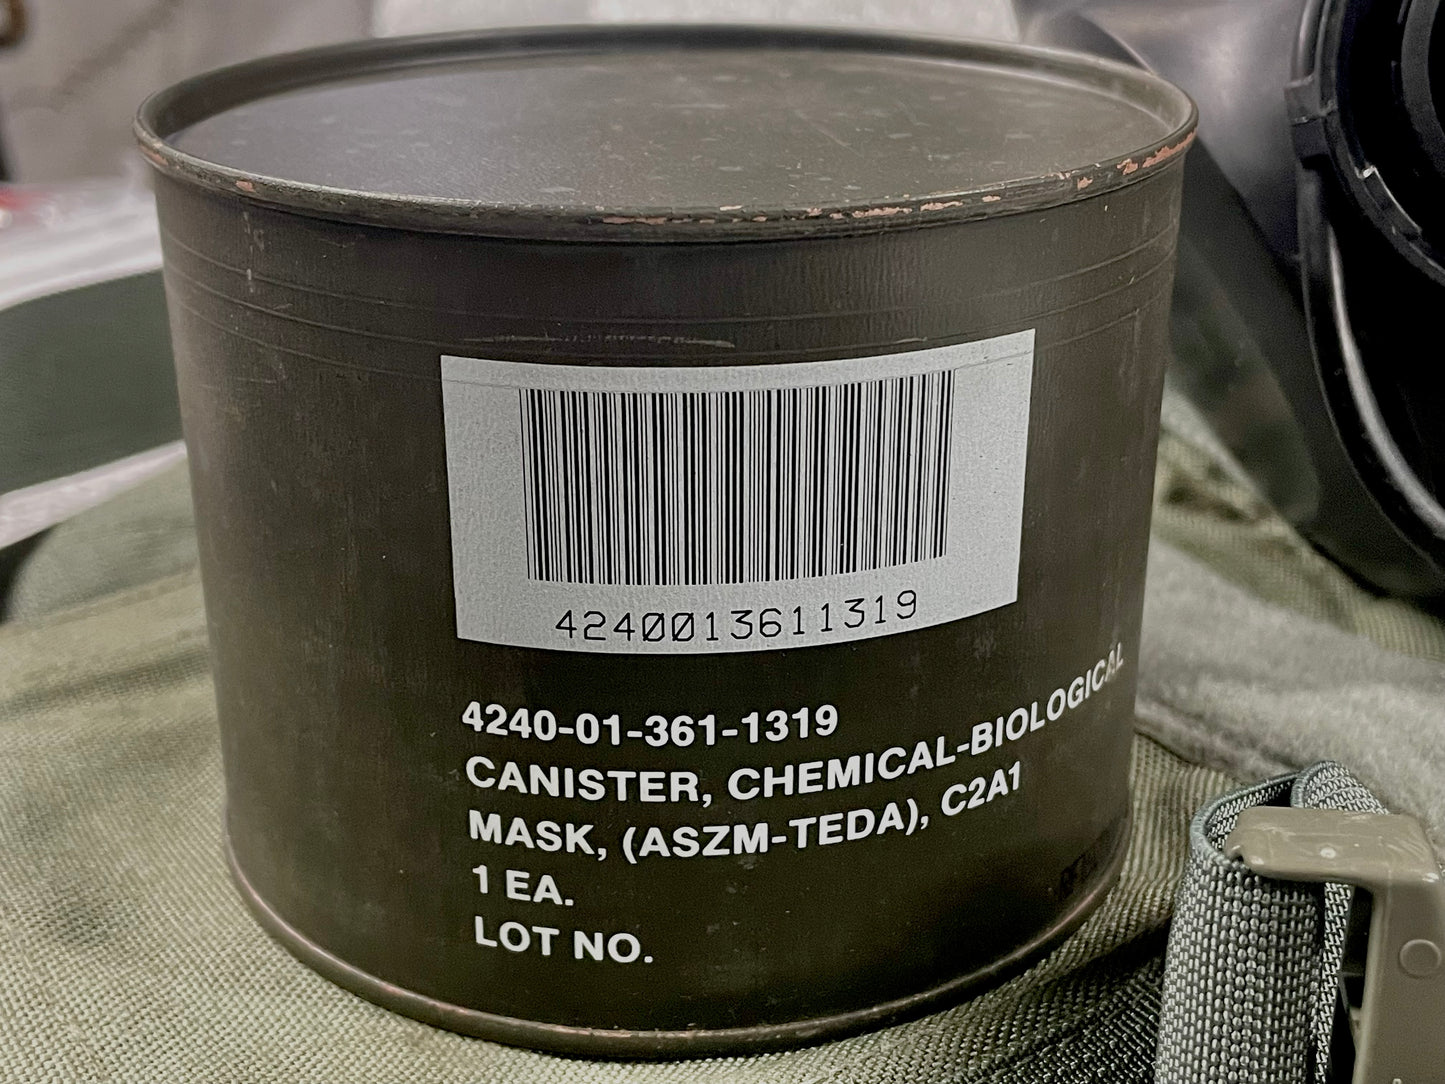 4240013611319
4240-01-361-1319
CANISTER, CHEMICAL-BIOLOGICAL
MASK, (ASZM-TEDA), C2A1
1 EA.
LOT NO.